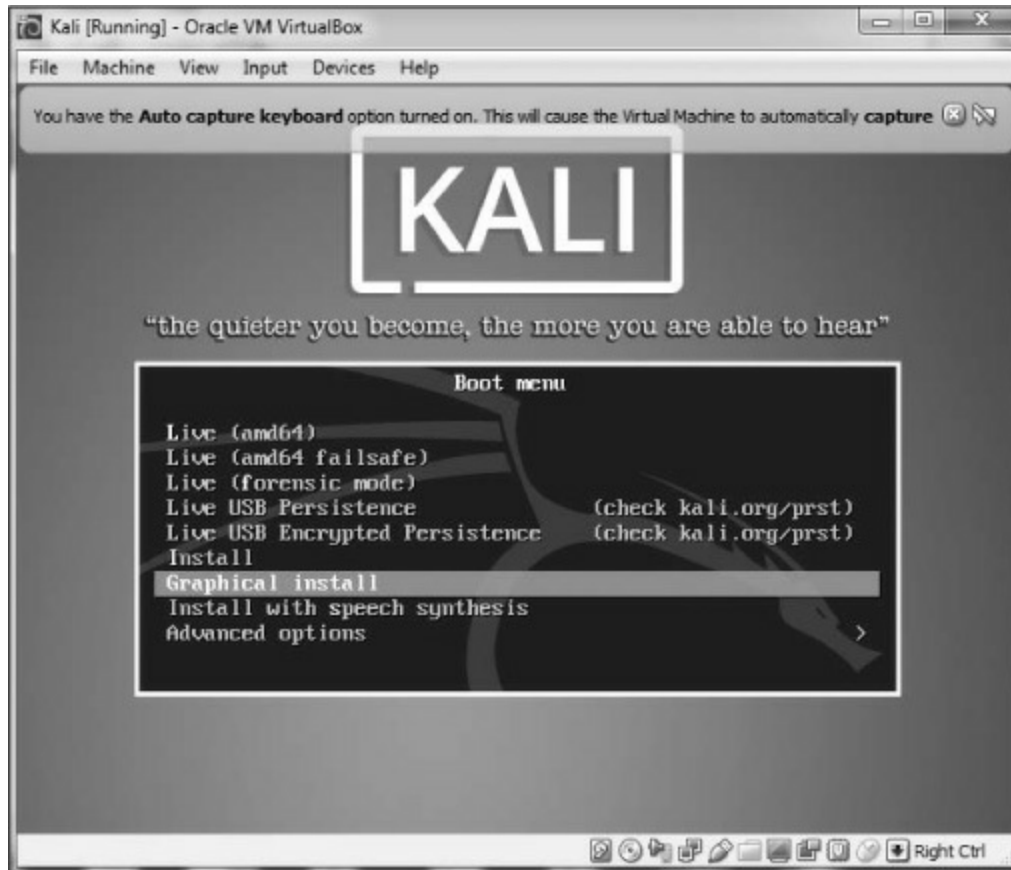 Kali [Running] - Oracle VM VirtualBox
File Machine View Input Devices Help
You have the Auto capture keyboard option turned on. This will cause the Virtual Machine to automatically capture
KALI
“the quieter you become, the more you are able to hear”
Boot menu
Live (amd64)
Live (amd64 failsafe)
Live (forensic mode)
Live USB Persistence (check kali.org/prst)
Live USB Encrypted Persistence (check kali.org/prst)
Install
Graphical install
Install with speech synthesis
Advanced options >
Right Ctrl